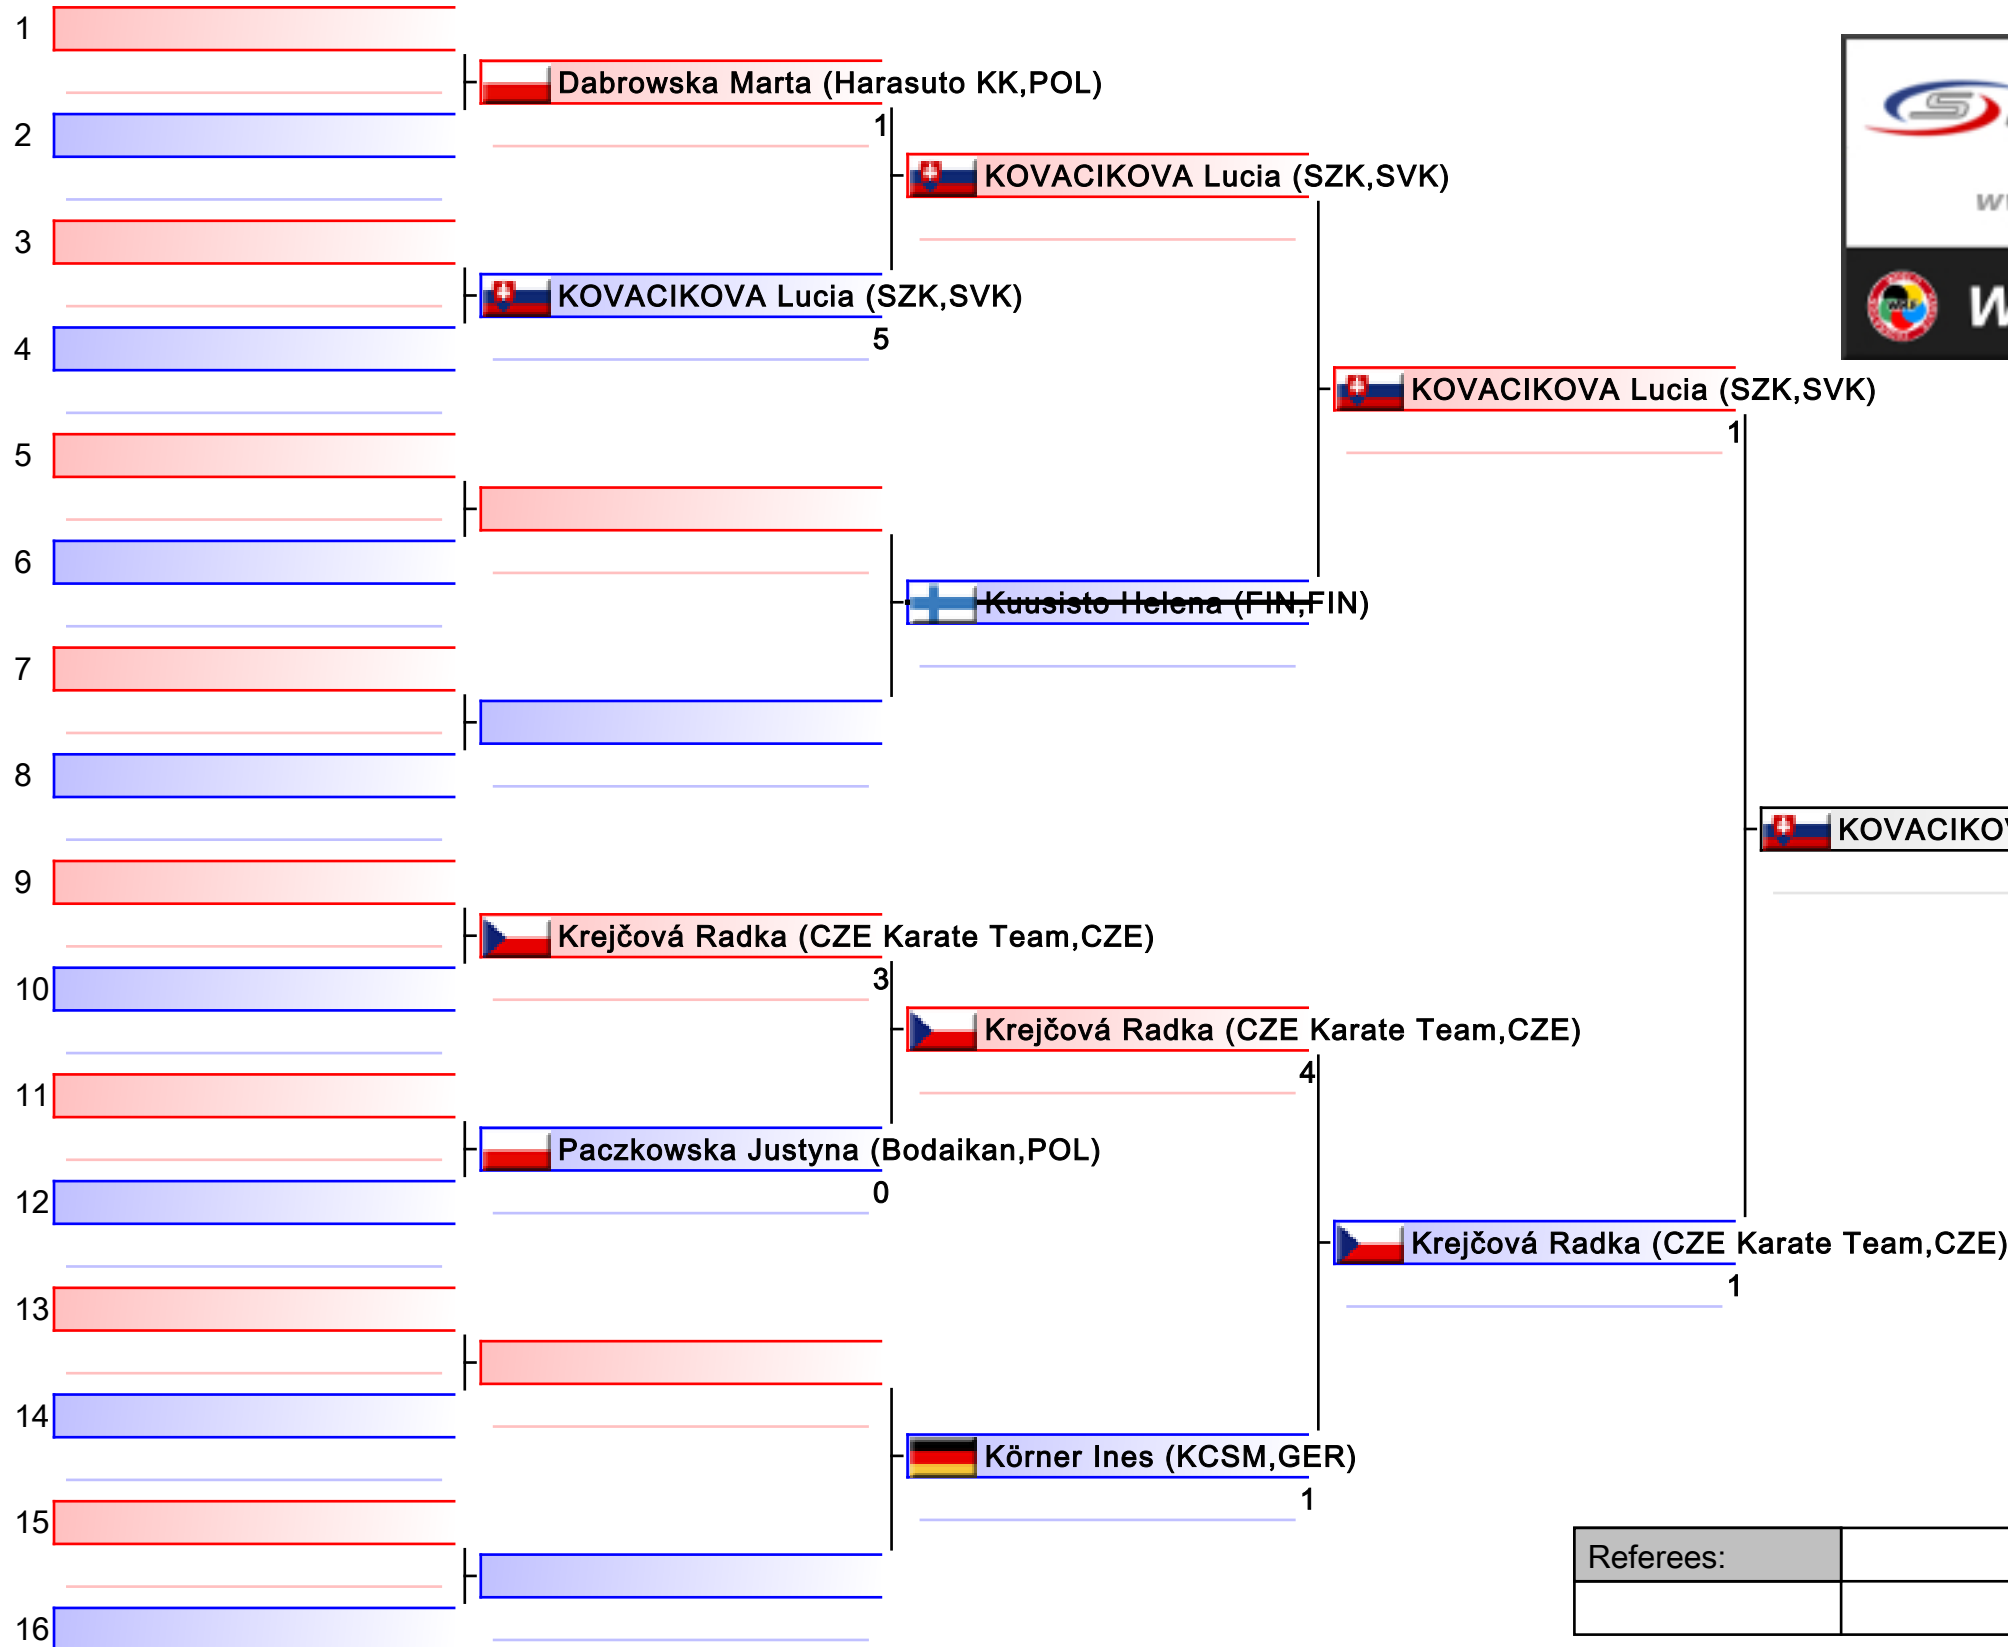 1
Dabrowska Marta (Harasuto KK,POL)
1
2
KOVACIKOVA Lucia (SZK,SVK)
3
KOVACIKOVA Lucia (SZK,SVK)
5
4
KOVACIKOVA Lucia (SZK,SVK)
1
5
6
Kuusisto Helena (FIN,FIN)
7
8
KOVACIKO
9
Krejčová Radka (CZE Karate Team,CZE)
3
10
Krejčová Radka (CZE Karate Team,CZE)
4
11
Paczkowska Justyna (Bodaikan,POL)
0
12
Krejčová Radka (CZE Karate Team,CZE)
1
13
14
Körner Ines (KCSM,GER)
1
15
Referees:
16